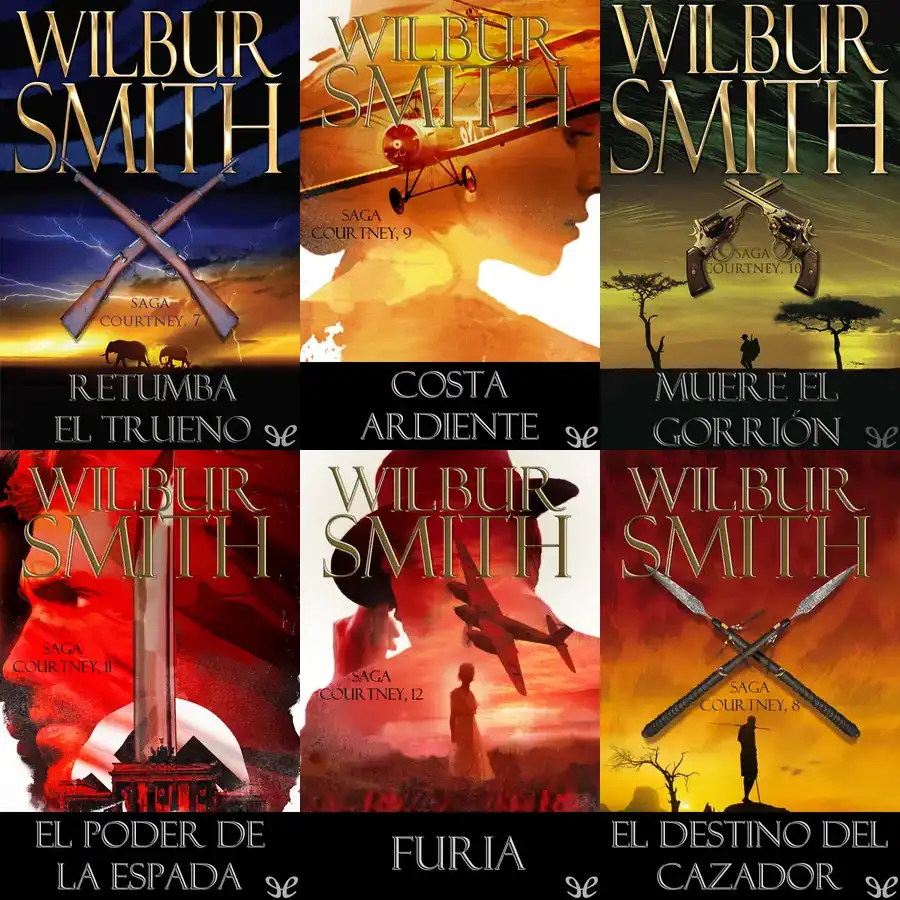 WILBUR
SMITH
SAGA
COURTNEY, 7
RETUMBA
EL TRUENO
WILBUR
SMITH
SAGA
COURTNEY, 9
COSTA
ARDIENTE
WILBUR
SMITH
SAGA
COURTNEY, 10
MUERE EL
GORRIÓN
WILBUR
SMITH
SAGA
COURTNEY, 11
EL PODER DE
LA ESPADA
WILBUR
SMITH
SAGA
COURTNEY, 12
FURIA
WILBUR
SMITH
SAGA
COURTNEY, 8
EL DESTINO DEL
CAZADOR